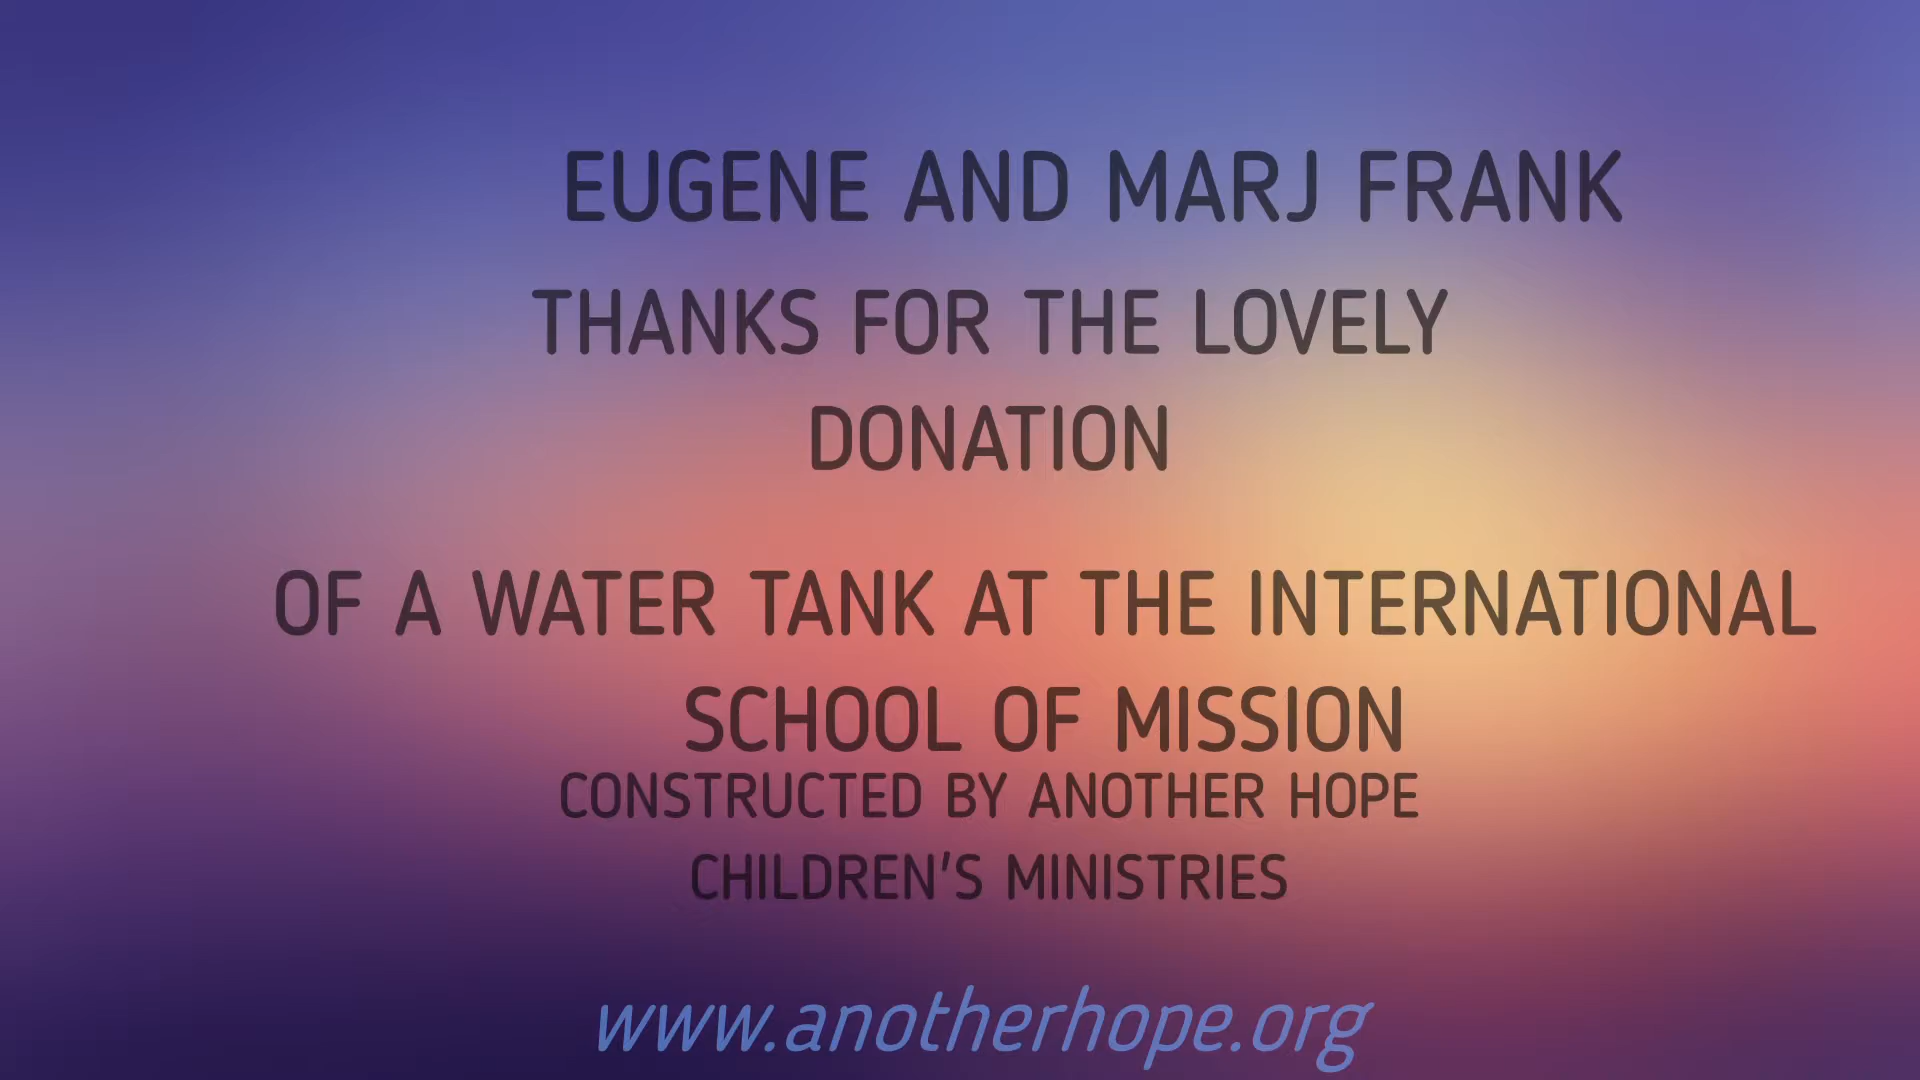 EUGENE AND MARJ FRANK
THANKS FOR THE LOVELY
DONATION
OF A WATER TANK AT THE INTERNATIONAL
SCHOOL OF MISSION
CONSTRUCTED BY ANOTHER HOPE
CHILDREN'S MINISTRIES
www.anotherhope.org